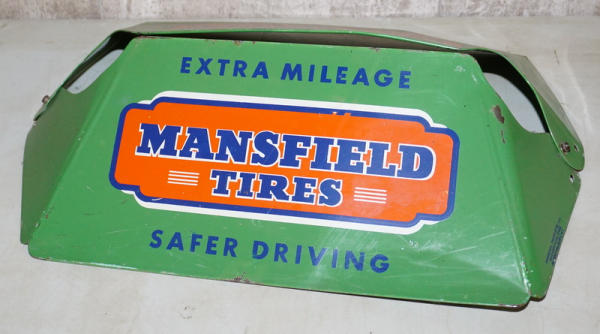 EXTRA MILEAGE
MANSFIELD
TIRES
SAFER DRIVING